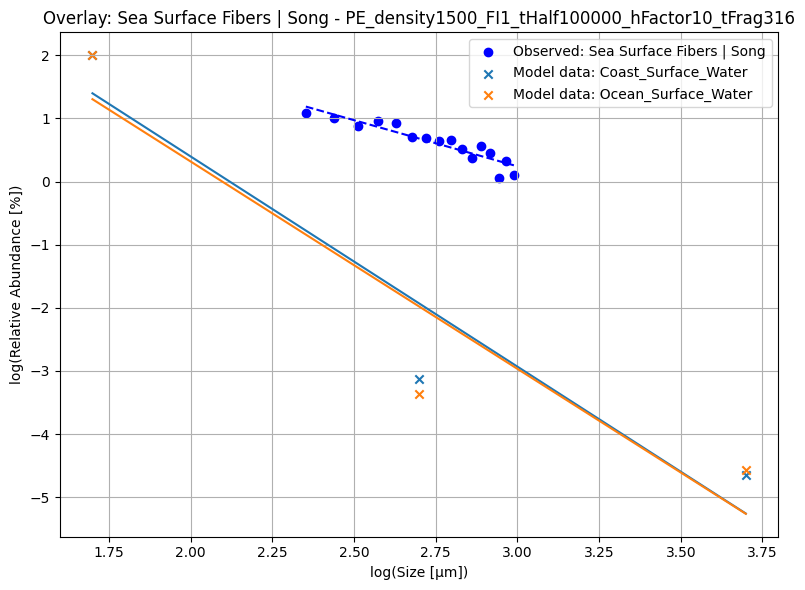 Overlay: Sea Surface Fibers | Song - PE_density1500_FI1_tHalf100000_hFactor10_tFrag316
Observed: Sea Surface Fibers | Song
Model data: Coast_Surface_Water
Model data: Ocean_Surface_Water
log(Relative Abundance [%])
2
1
0
−1
−2
−3
−4
−5
1.75
2.00
2.25
2.50
2.75
3.00
3.25
3.50
3.75
log(Size [μm])